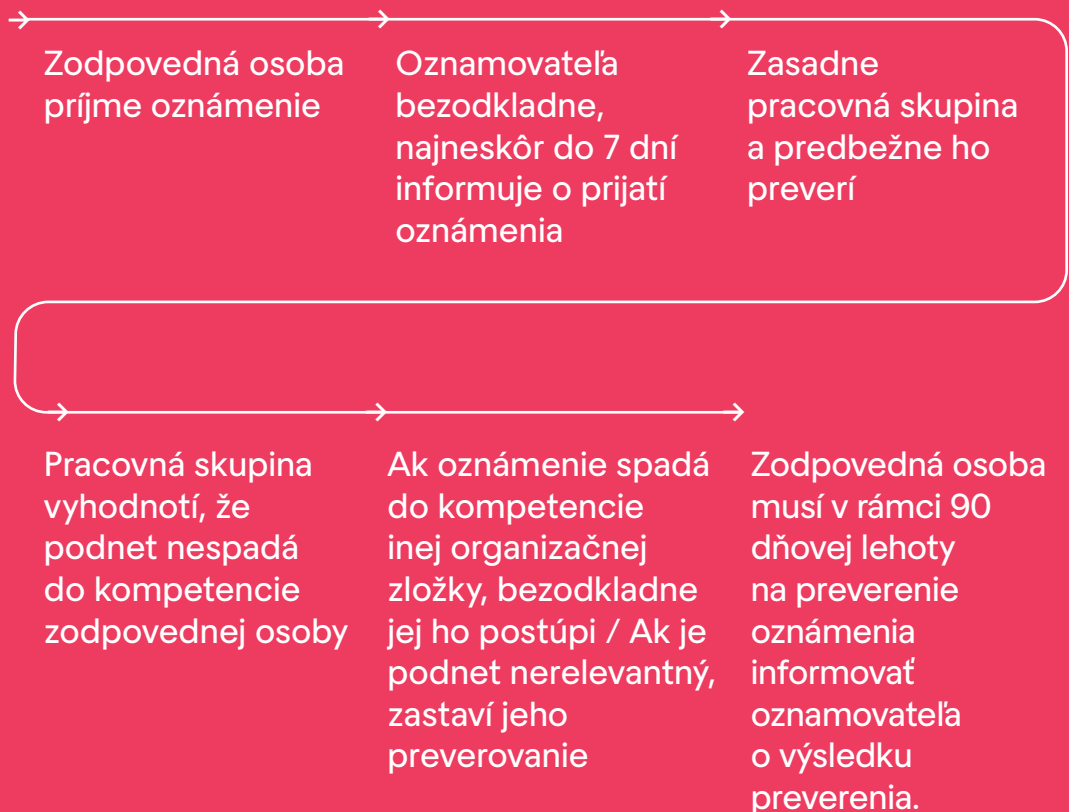 Zodpovedná osoba
príjme oznámenie
Oznamovateľa
bezodkladne,
najneskôr do 7 dní
informuje o prijatí
oznámenia
Zasadne
pracovná skupina
a predbežne ho
preverí
Pracovná skupina
vyhodnotí, že
podnet nespadá
do kompetencie
zodpovednej osoby
Ak oznámenie spadá
do kompetencie
inej organizačnej
zložky, bezodkladne
jej ho postúpi / Ak je
podnet nerelevantný,
zastaví jeho
preverovanie
Zodpovedná osoba
musí v rámci 90
dňovej lehoty
na preverenie
oznámenia
informovať
oznamovateľa
o výsledku
preverenia.